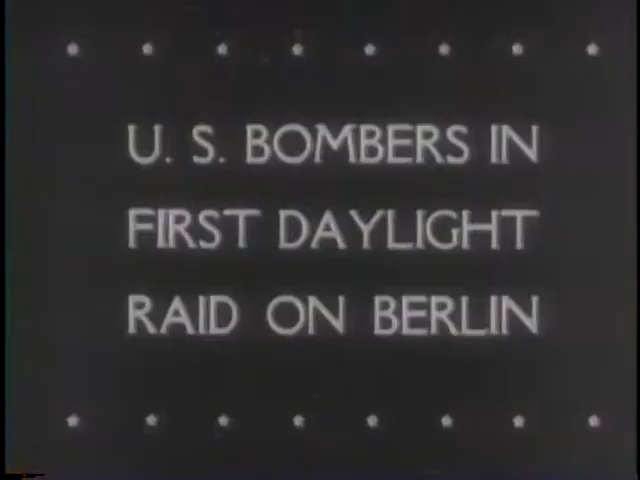 U. S. BOMBERS IN
FIRST DAYLIGHT
RAID ON BERLIN